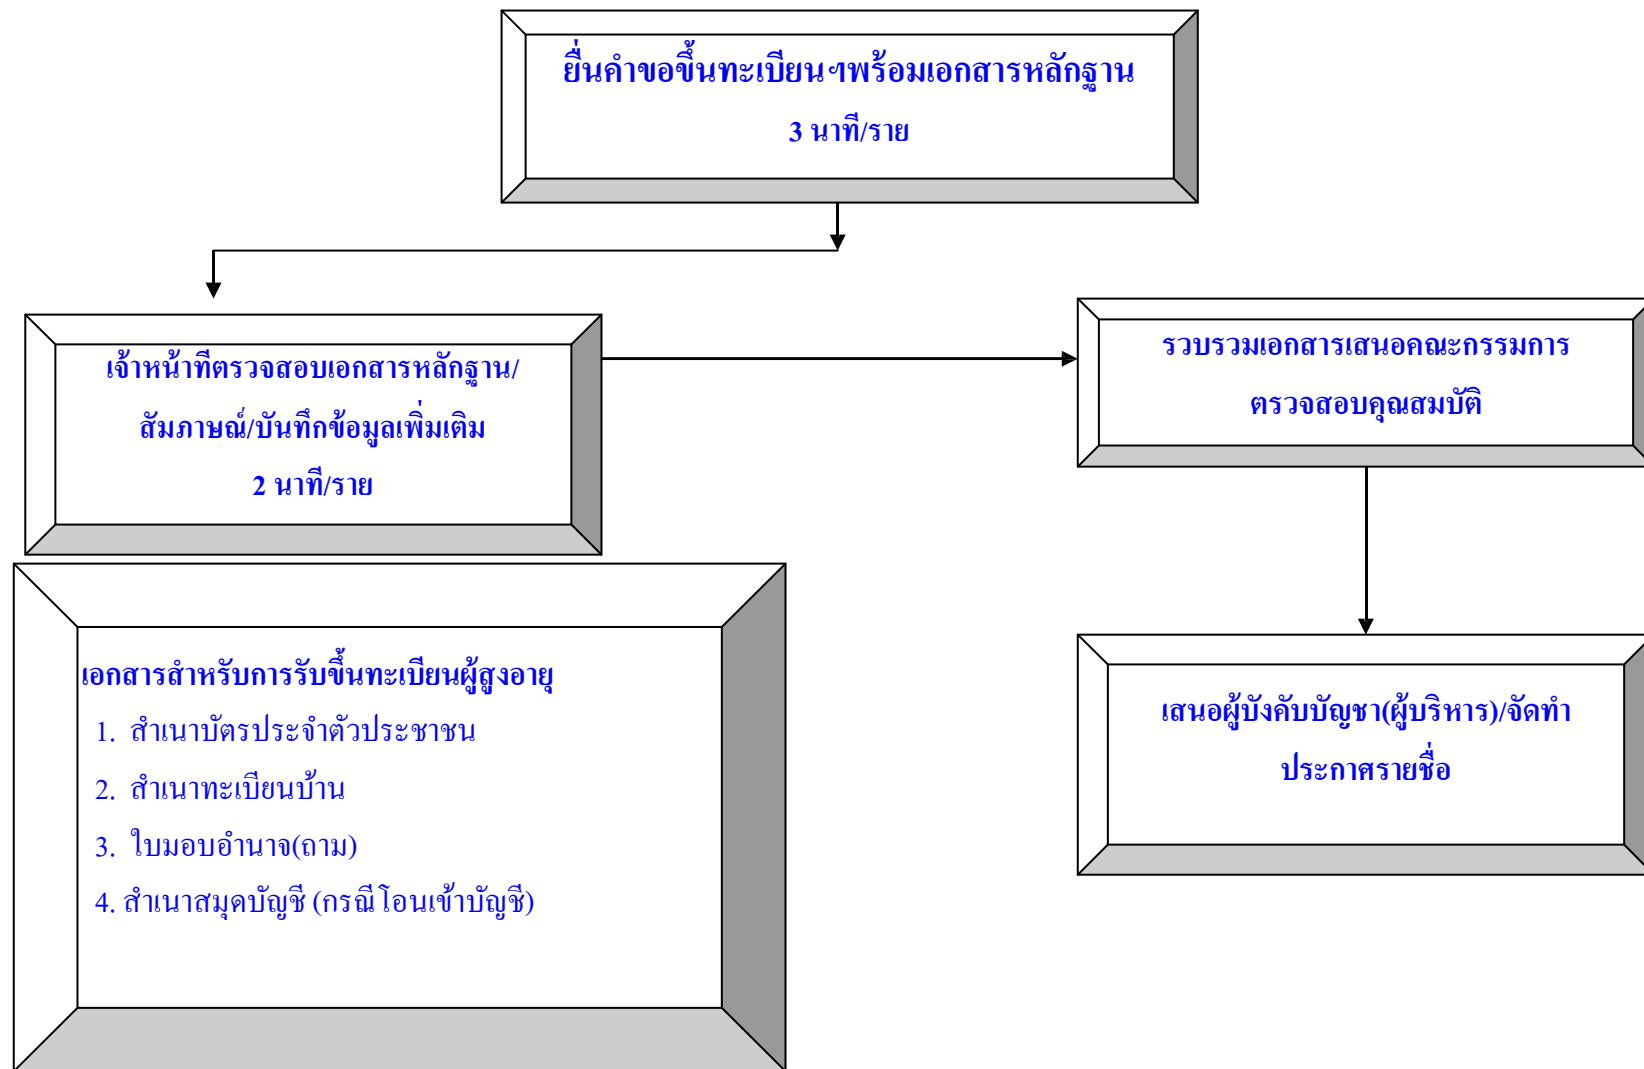 ยื่นคำขอขึ้นทะเบียนฯพร้อมเอกสารหลักฐาน
3 นาที/ราย
เจ้าหน้าที่ตรวจสอบเอกสารหลักฐาน/
สัมภาษณ์/บันทึกข้อมูลเพิ่มเติม
2 นาที/ราย
รวบรวมเอกสารเสนอคณะกรรมการ
ตรวจสอบคุณสมบัติ
เสนอผู้บังคับบัญชา(ผู้บริหาร)/จัดทำ
ประกาศรายชื่อ
เอกสารสำหรับการรับขึ้นทะเบียนผู้สูงอายุ
1. สำเนาบัตรประจำตัวประชาชน
2. สำเนาทะเบียนบ้าน
3. ใบมอบอำนาจ(ถาม)
4. สำเนาสมุดบัญชี (กรณีโอนเข้าบัญชี)